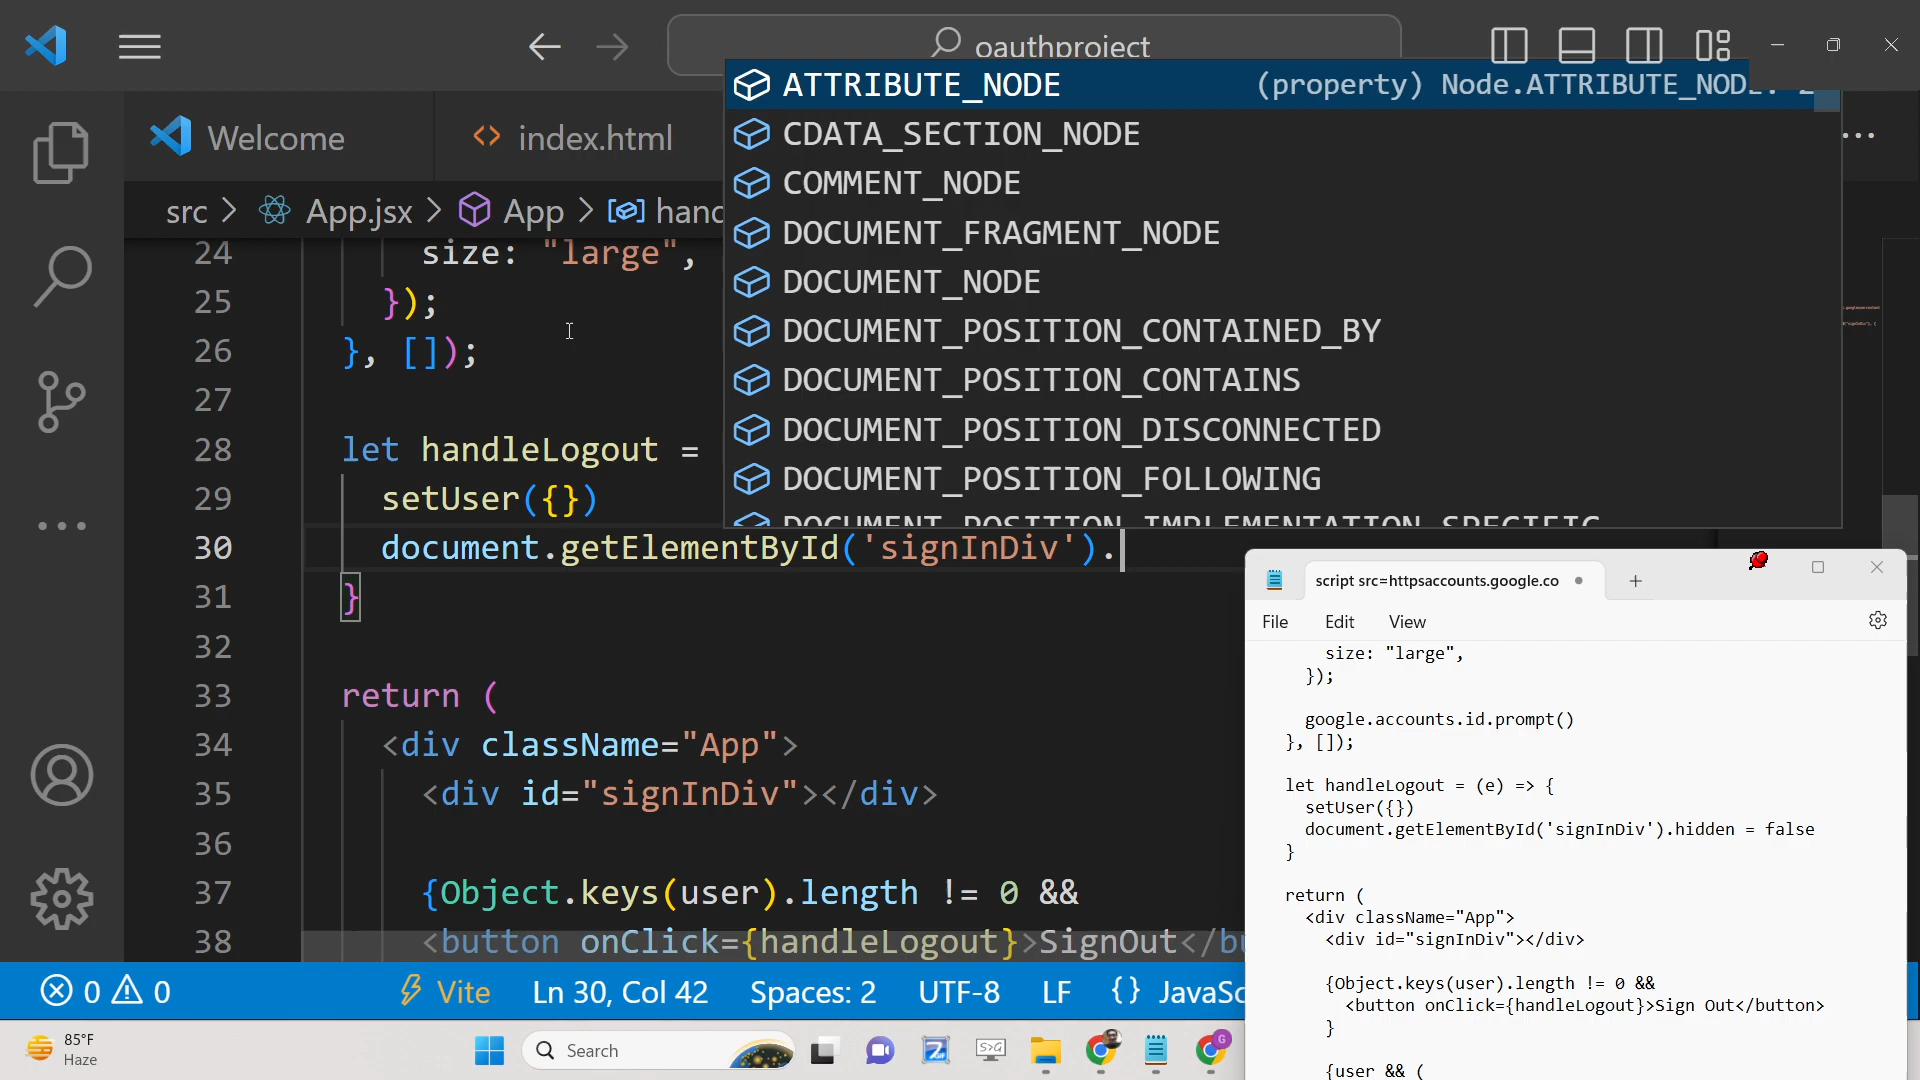 oauthproject
ATTRIBUTE_NODE (property) Node.ATTRIBUTE_NODE: 2
CDATA_SECTION_NODE
COMMENT_NODE
DOCUMENT_FRAGMENT_NODE
DOCUMENT_NODE
DOCUMENT_POSITION_CONTAINED_BY
DOCUMENT_POSITION_CONTAINS
DOCUMENT_POSITION_DISCONNECTED
DOCUMENT_POSITION_FOLLOWING
DOCUMENT_POSITION_IMPLEMENTATION_SPECIFIC
Welcome
<> index.html
src > App.jsx > App > hand
24 size: "large",
25 });
26 }, []);
27
28 let handleLogout =
29 setUser({})
30 document.getElementById('signInDiv').
31 }
32
33 return (
34 <div className="App">
35 <div id="signInDiv"></div>
36
37 {Object.keys(user).length != 0 &&
38 <button onClick={handleLogout}>SignOut</bu
script src=httpsaccounts.google.co
File Edit View
size: "large",
});
google.accounts.id.prompt()
}, []);
let handleLogout = (e) => {
setUser({})
document.getElementById('signInDiv').hidden = false
}
return (
<div className="App">
<div id="signInDiv"></div>
{Object.keys(user).length != 0 &&
<button onClick={handleLogout}>Sign Out</button>
}
{user && (
0 0 Vite Ln 30, Col 42 Spaces: 2 UTF-8 LF {} JavaSc
85°F
Haze
Search